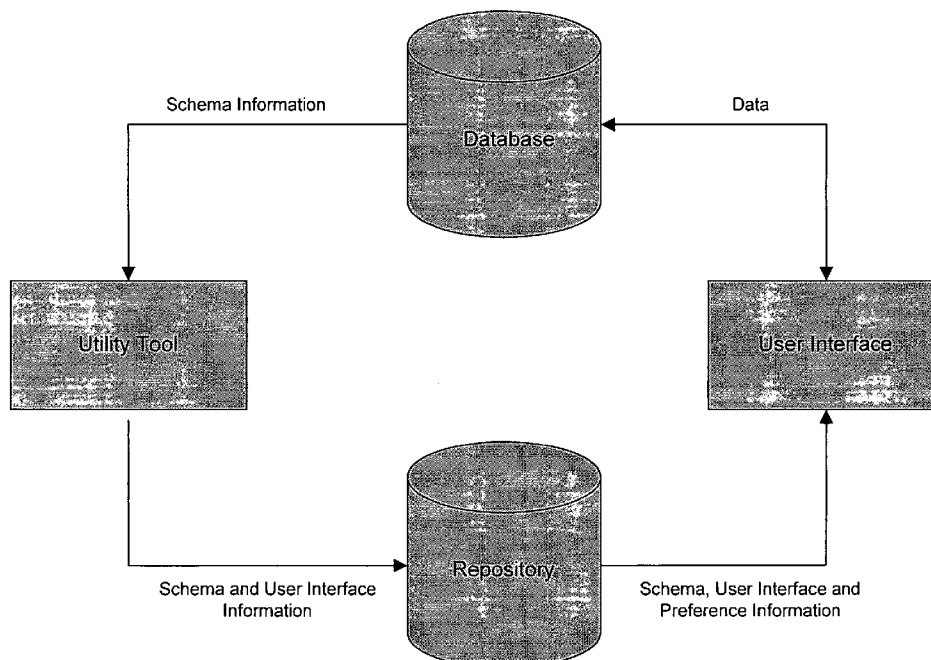 Schema Information
Data
Database
Utility Tool
User Interface
Repository
Schema and User Interface
Information
Schema, User Interface and
Preference Information